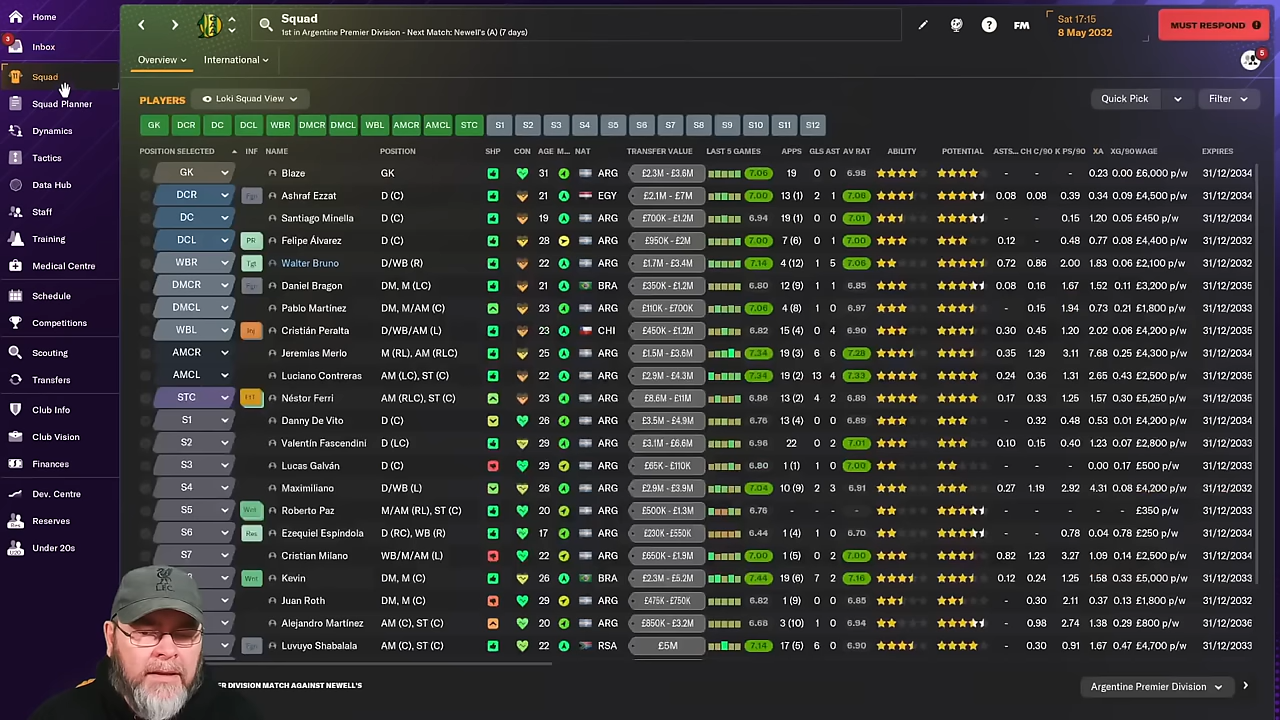 Home
3
Inbox
Squad
Squad Planner
Dynamics
Tactics
Data Hub
Staff
Training
Medical Centre
Schedule
Competitions
Scouting
Transfers
Club Info
Club Vision
Finances
Dev. Centre
Reserves
Under 20s
Squad
1st in Argentine Premier Division - Next Match: Newell's (A) (7 days)
FM
Sat 17:15
8 May 2032
MUST RESPOND
Overview
International
5
PLAYERS
Loki Squad View
Quick Pick
Filter
GK DCR DC DCL WBR DMCR DMCL WBL AMCR AMCL STC S1 S2 S3 S4 S5 S6 S7 S8 S9 S10 S11 S12
POSITION SELECTED INF NAME POSITION SHP CON AGE M... NAT TRANSFER VALUE LAST 5 GAMES APPS GLS AST AV RAT ABILITY POTENTIAL ASTS... CH C/90 K PS/90 XA XG/90 WAGE EXPIRES
GK Blaze GK 31 ARG £2.3M - £3.6M 7.06 19 0 0 6.98 0.23 0.00 £6,000 p/w 31/12/2034
DCR Ashraf Ezzat D (C) 21 EGY £2.1M - £7M 7.06 13 (1) 2 1 7.08 0.08 0.08 0.39 0.34 0.09 £4,500 p/w 31/12/2034
DC Santiago Minella D (C) 19 ARG £700K - £1.2M 6.94 19 (1) 0 0 7.01 - - 0.15 1.20 0.05 £450 p/w 31/12/2034
DCL PR Felipe Álvarez D (C) 28 ARG £950K - £2M 7.00 7 (6) 0 1 7.00 0.12 - 0.48 0.77 0.08 £4,400 p/w 31/12/2032
WBR Tgt Walter Bruno D/WB (R) 22 ARG £1.7M - £3.4M 7.14 4 (12) 1 5 7.06 0.72 0.86 2.00 1.83 0.06 £2,100 p/w 31/12/2032
DMCR Daniel Bragon DM, M (LC) 21 BRA £350K - £1.2M 6.80 12 (9) 1 1 6.85 0.08 0.16 1.67 1.52 0.11 £3,200 p/w 31/12/2035
DMCL Pablo Martínez DM, M/AM (C) 23 ARG £110K - £700K 7.06 4 (8) 1 0 6.97 - 0.15 1.94 0.73 0.21 £1,800 p/w 31/12/2033
WBL Inj Cristián Peralta D/WB/AM (L) 23 CHI £450K - £1.2M 6.82 15 (4) 0 4 6.90 0.30 0.45 1.20 2.02 0.06 £4,200 p/w 31/12/2035
AMCR Jeremías Merlo M (RL), AM (RLC) 25 ARG £1.5M - £3.6M 7.34 19 (3) 6 6 7.28 0.35 1.29 3.11 7.68 0.25 £4,300 p/w 31/12/2034
AMCL Luciano Contreras AM (LC), ST (C) 22 ARG £2.9M - £4.3M 7.34 19 (2) 13 4 7.33 0.24 0.36 1.31 2.65 0.43 £2,500 p/w 31/12/2035
STC Néstor Ferri AM (RLC), ST (C) 23 ARG £8.6M - £11M 6.86 13 (2) 4 2 6.89 0.17 0.33 1.25 1.57 0.30 £5,250 p/w 31/12/2034
S1 Danny De Vito D (C) 26 ARG £3.5M - £4.9M 6.76 13 (4) 0 0 6.89 - 0.32 0.48 0.53 0.01 £4,200 p/w 31/12/2034
S2 Valentín Fascendini D (LC) 29 ARG £3.1M - £6.6M 6.98 22 0 2 7.01 0.10 0.15 0.40 1.23 0.07 £2,800 p/w 31/12/2033
S3 Lucas Galván D (C) 29 ARG £65K - £110K 6.80 1 (1) 1 0 7.00 - - - 0.00 0.17 £500 p/w 31/12/2033
S4 Maximiliano D/WB (L) 28 ARG £2.9M - £3.9M 7.04 10 (9) 2 3 6.91 0.27 1.19 2.92 4.31 0.08 £4,200 p/w 31/12/2033
S5 Wnt Roberto Paz M/AM (RL), ST (C) 20 ARG £500K - £1.3M 6.76 - - - - - - - - - £350 p/w 31/12/2032
S6 Res Ezequiel Espíndola D (RC), WB (R) 17 ARG £230K - £550K 6.44 1 (4) 1 0 6.70 - - 0.78 0.04 0.78 £250 p/w 31/12/2034
S7 Cristian Milano WB/M/AM (L) 22 ARG £650K - £1.9M 7.00 1 (5) 0 2 7.00 0.82 1.23 3.27 1.09 0.14 £2,500 p/w 31/12/2034
Wnt Kevin DM, M (C) 26 BRA £2.3M - £5.2M 7.44 19 (6) 7 2 7.16 0.12 0.24 1.25 1.58 0.33 £5,000 p/w 31/12/2034
Juan Roth DM, M (C) 29 ARG £475K - £750K 6.82 1 (9) 0 0 6.85 - 0.30 2.11 0.37 0.13 £1,800 p/w 31/12/2033
Alejandro Martínez AM (C), ST (C) 20 ARG £850K - £3.2M 6.68 3 (10) 1 0 6.94 - 0.98 2.74 1.38 0.29 £800 p/w 31/12/2036
Luvuyo Shabalala AM (C), ST (C) 22 RSA £5M 7.14 17 (5) 6 0 6.90 - 0.30 0.91 1.67 0.47 £4,700 p/w 31/12/2034
DIVISION MATCH AGAINST NEWELL'S
Argentine Premier Division
L.F.C.